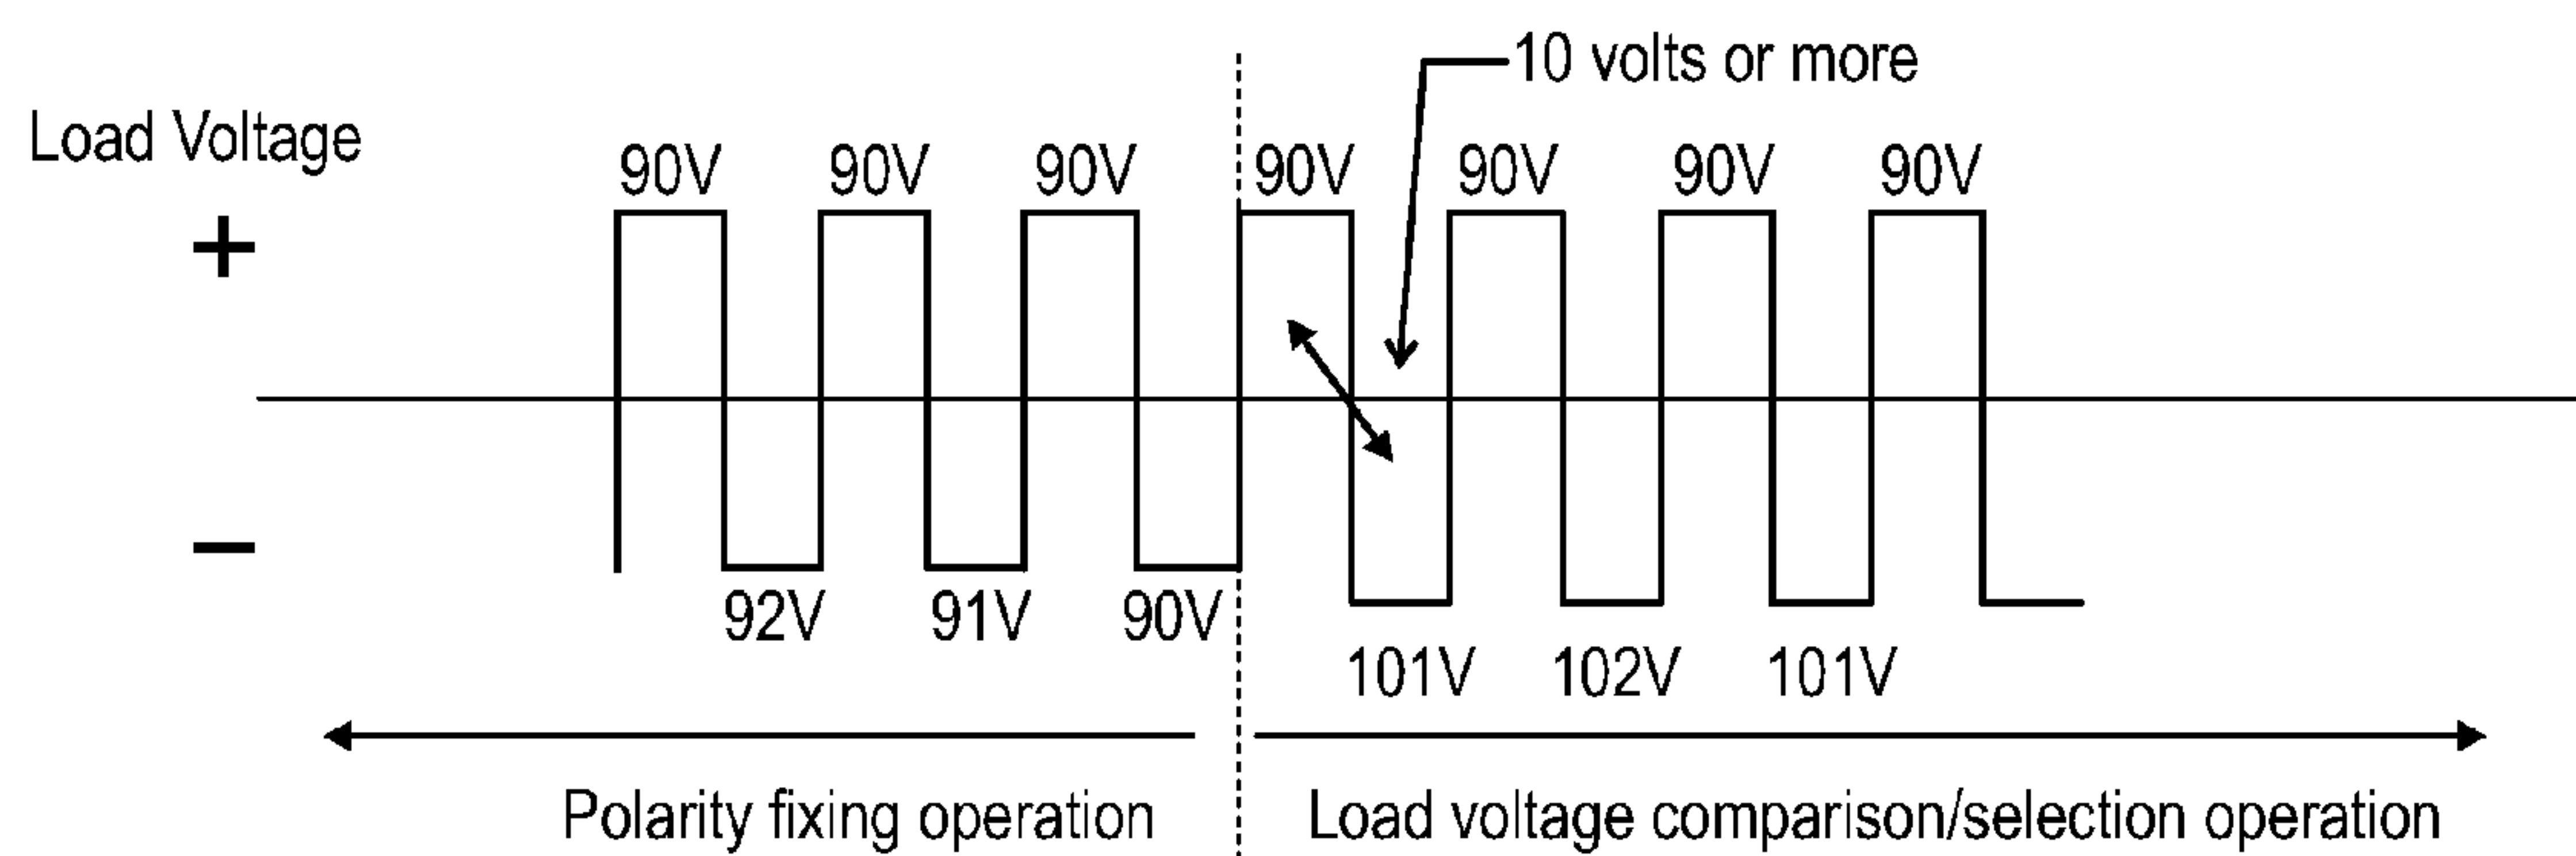 10 volts or more
Load Voltage
90V 90V 90V 90V 90V 90V 90V
+
−
92V 91V 90V
101V 102V 101V
Polarity fixing operation
Load voltage comparison/selection operation